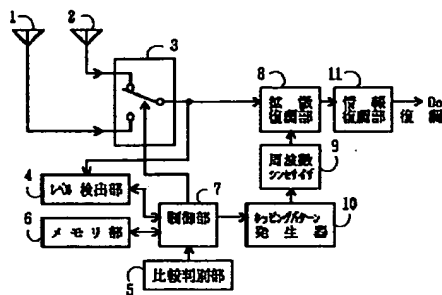 1
2
3
8
拡散
復調部
11
情報
復調部
Do
復
調
9
周波数
シンセサイザ
4
レベル検出部
6
メモリ部
7
制御部
10
ホッピングパターン
発生器
5
比較判別部